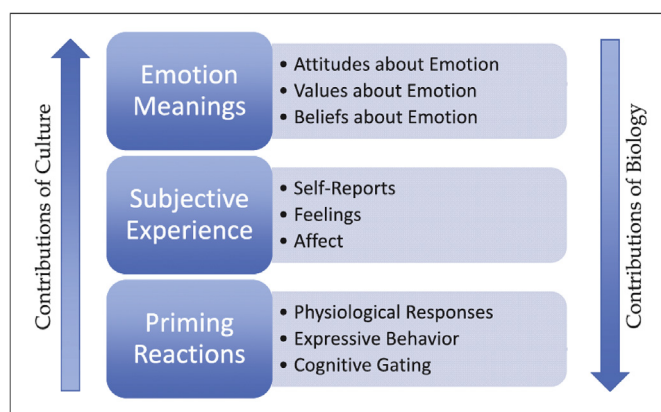 Contributions of Culture
Emotion
Meanings
• Attitudes about Emotion
• Values about Emotion
• Beliefs about Emotion
Subjective
Experience
• Self-Reports
• Feelings
• Affect
Priming
Reactions
• Physiological Responses
• Expressive Behavior
• Cognitive Gating
Contributions of Biology